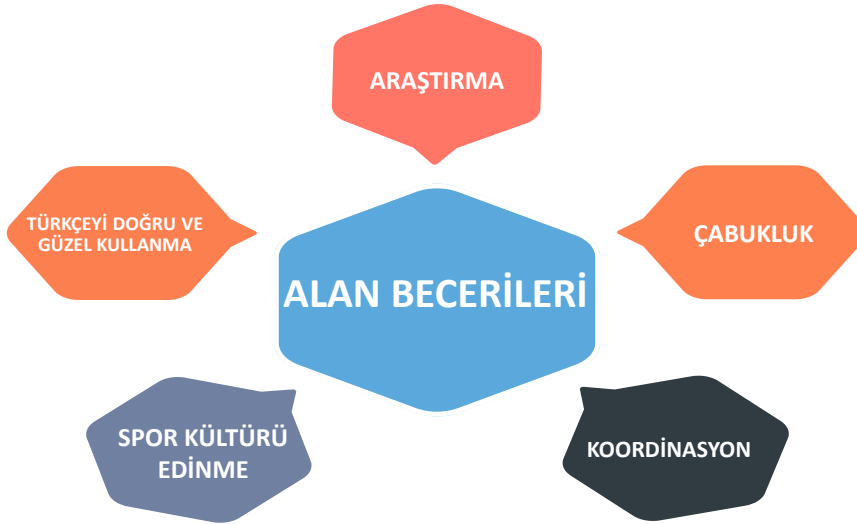 ARAŞTIRMA
TÜRKÇEYİ DOĞRU VE
GÜZEL KULLANMA
ÇABUKLUK
ALAN BECERİLERİ
SPOR KÜLTÜRÜ
EDİNME
KOORDİNASYON